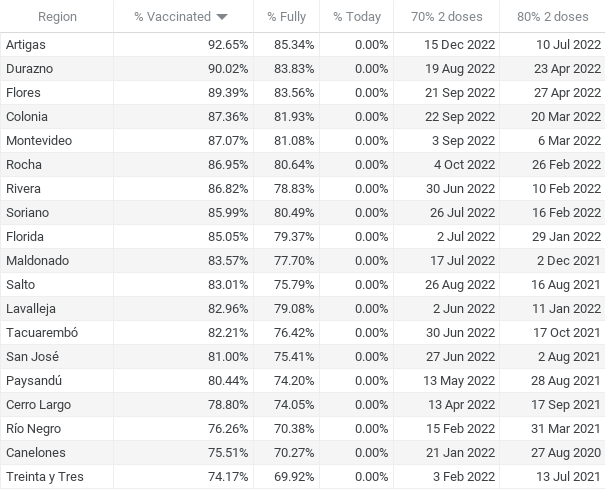 Region % Vaccinated % Fully % Today 70% 2 doses 80% 2 doses
Artigas 92.65% 85.34% 0.00% 15 Dec 2022 10 Jul 2022
Durazno 90.02% 83.83% 0.00% 19 Aug 2022 23 Apr 2022
Flores 89.39% 83.56% 0.00% 21 Sep 2022 27 Apr 2022
Colonia 87.36% 81.93% 0.00% 22 Sep 2022 20 Mar 2022
Montevideo 87.07% 81.08% 0.00% 3 Sep 2022 6 Mar 2022
Rocha 86.95% 80.64% 0.00% 4 Oct 2022 26 Feb 2022
Rivera 86.82% 78.83% 0.00% 30 Jun 2022 10 Feb 2022
Soriano 85.99% 80.49% 0.00% 26 Jul 2022 16 Feb 2022
Florida 85.05% 79.37% 0.00% 2 Jul 2022 29 Jan 2022
Maldonado 83.57% 77.70% 0.00% 17 Jul 2022 2 Dec 2021
Salto 83.01% 75.79% 0.00% 26 Aug 2022 16 Aug 2021
Lavalleja 82.96% 79.08% 0.00% 2 Jun 2022 11 Jan 2022
Tacuarembó 82.21% 76.42% 0.00% 30 Jun 2022 17 Oct 2021
San José 81.00% 75.41% 0.00% 27 Jun 2022 2 Aug 2021
Paysandú 80.44% 74.20% 0.00% 13 May 2022 28 Aug 2021
Cerro Largo 78.80% 74.05% 0.00% 13 Apr 2022 17 Sep 2021
Río Negro 76.26% 70.38% 0.00% 15 Feb 2022 31 Mar 2021
Canelones 75.51% 70.27% 0.00% 21 Jan 2022 27 Aug 2020
Treinta y Tres 74.17% 69.92% 0.00% 3 Feb 2022 13 Jul 2021